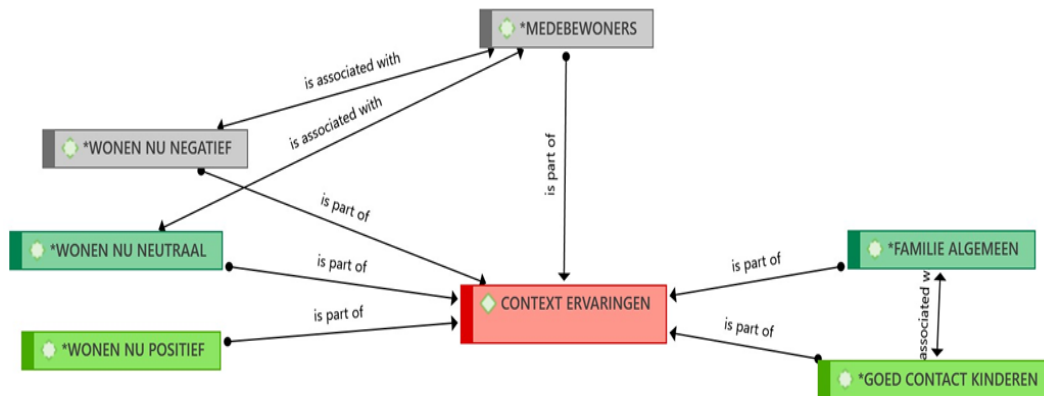 *MEDEBEWONERS
is associated with
is associated with
*WONEN NU NEGATIEF
is part of
is part of
*WONEN NU NEUTRAAL
is part of
*FAMILIE ALGEMEEN
is part of
CONTEXT ERVARINGEN
is part of
*WONEN NU POSITIEF
is part of
associated w
*GOED CONTACT KINDEREN